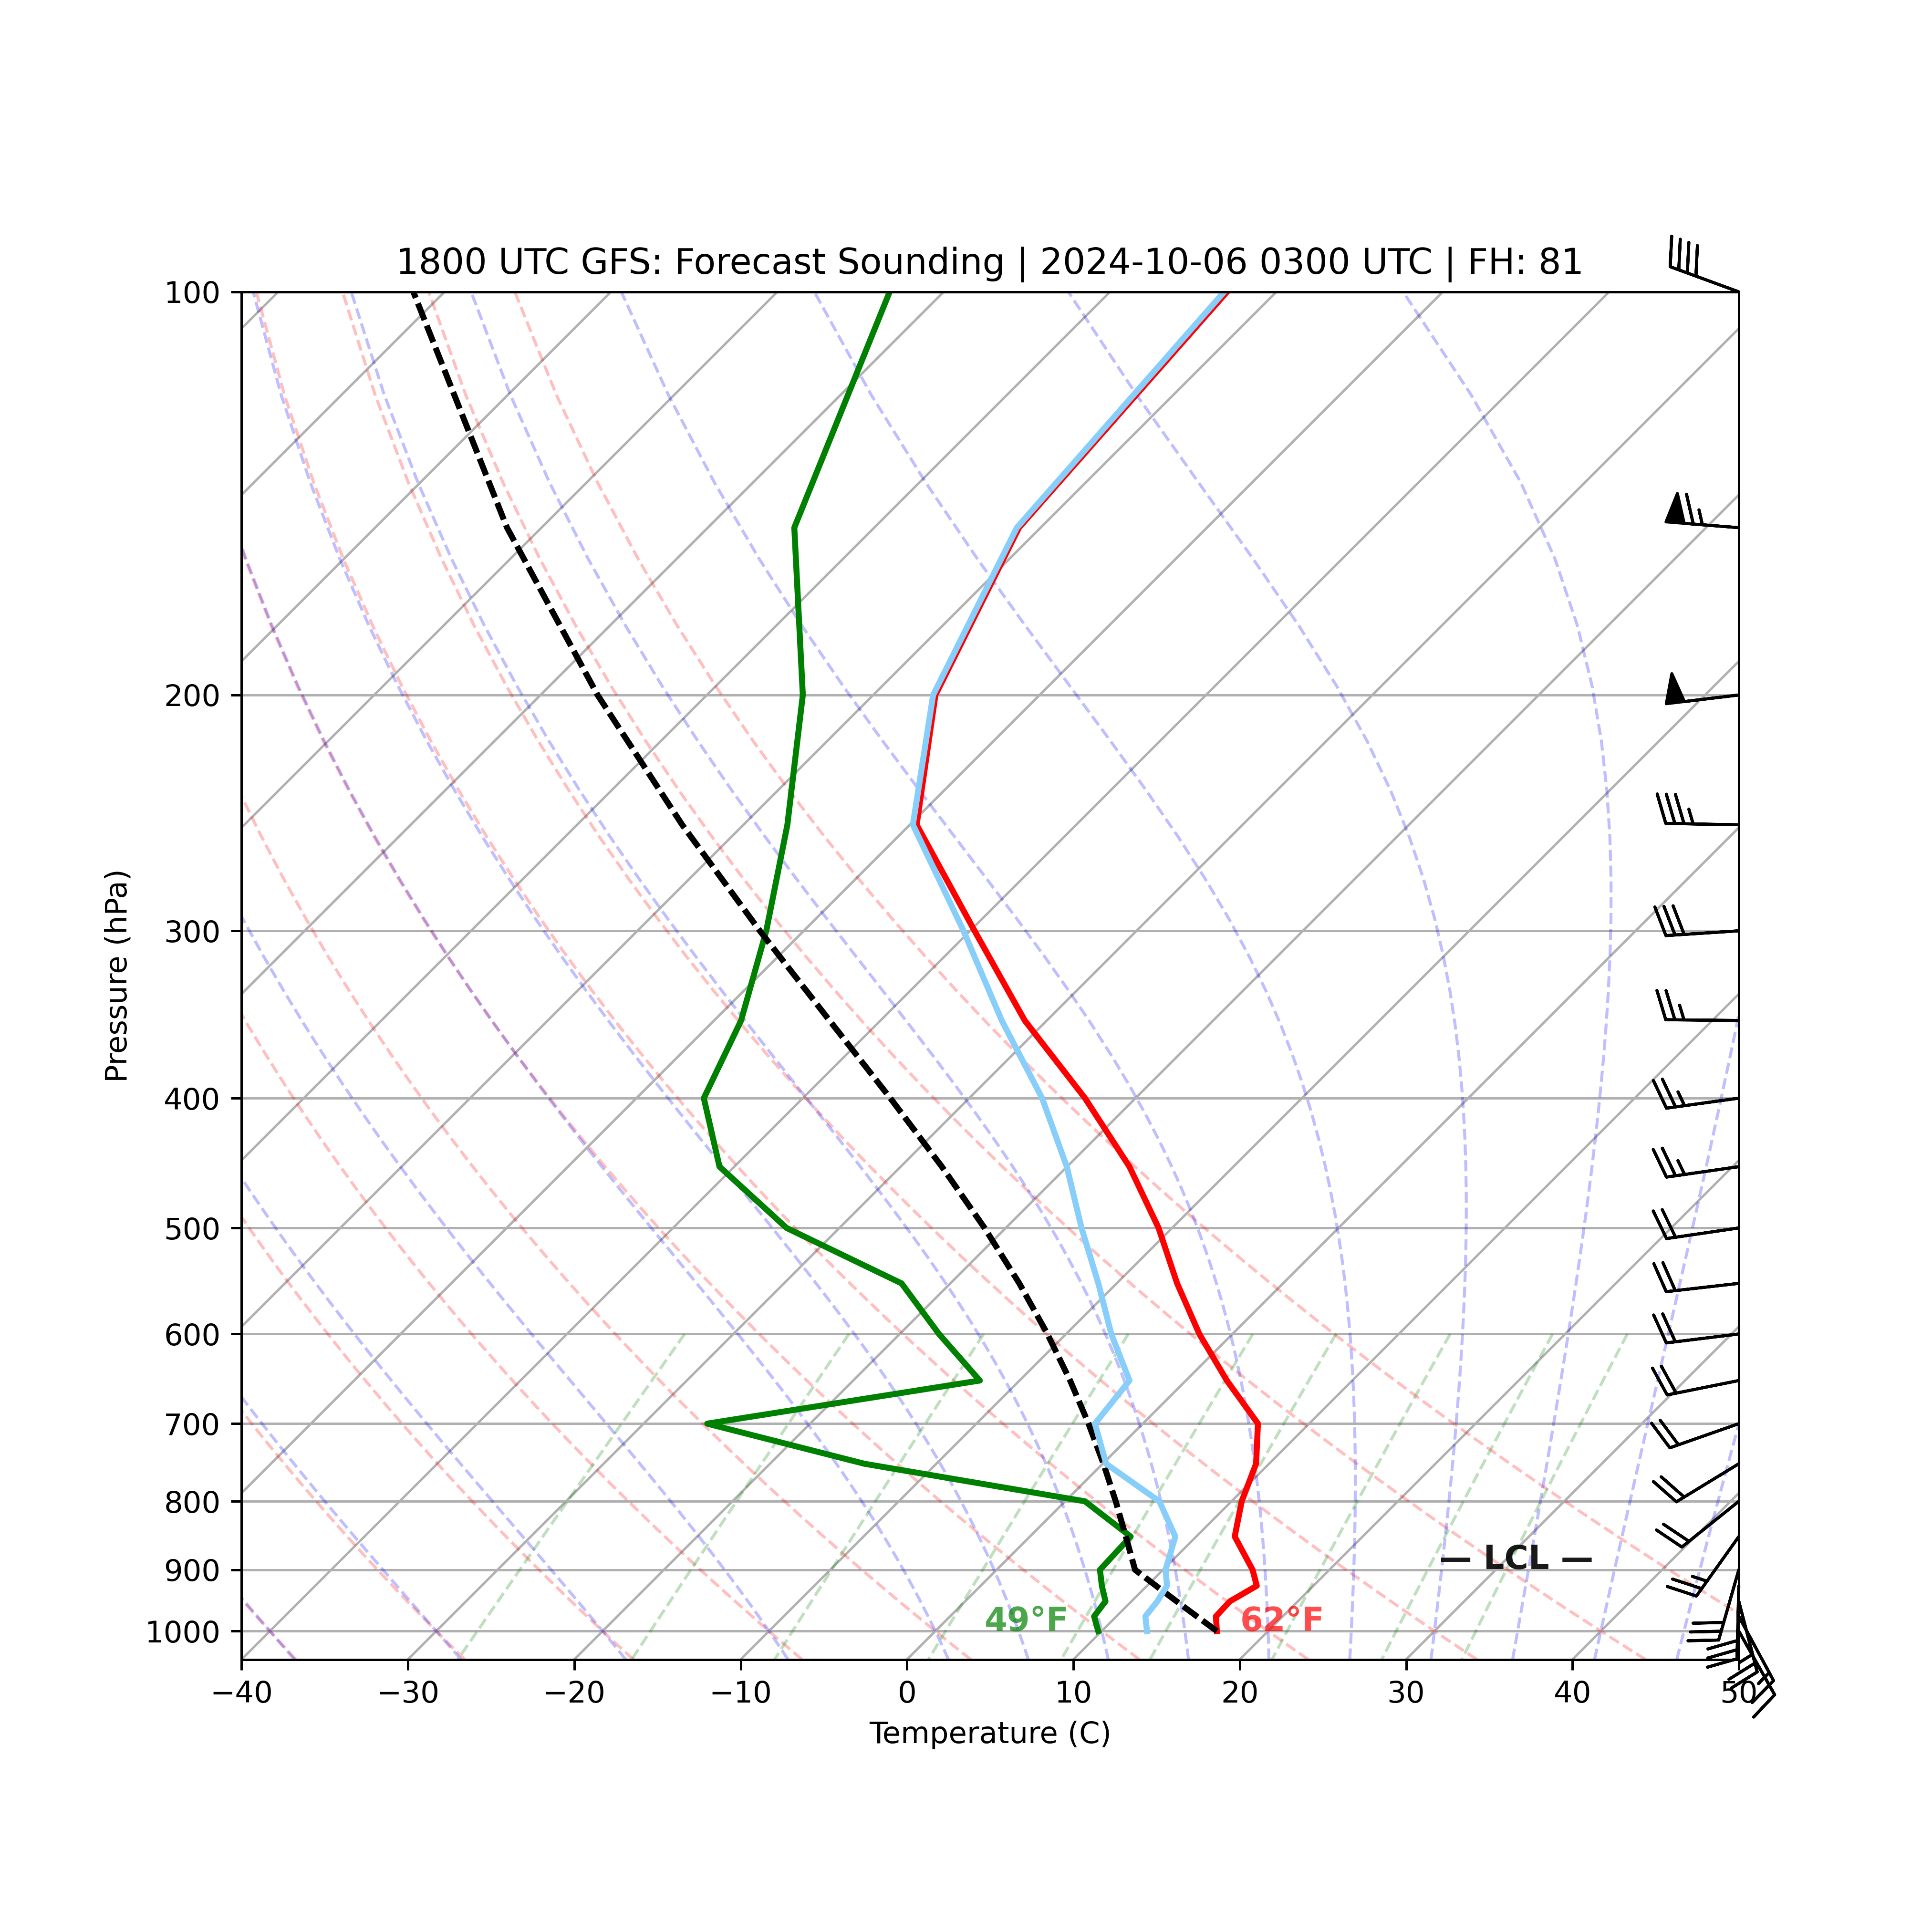 1800 UTC GFS: Forecast Sounding | 2024-10-06 0300 UTC | FH: 81
100
200
300
400
500
600
700
800
900
1000
Pressure (hPa)
— LCL —
49°F
62°F
−40 −30 −20 −10 0 10 20 30 40 50
Temperature (C)